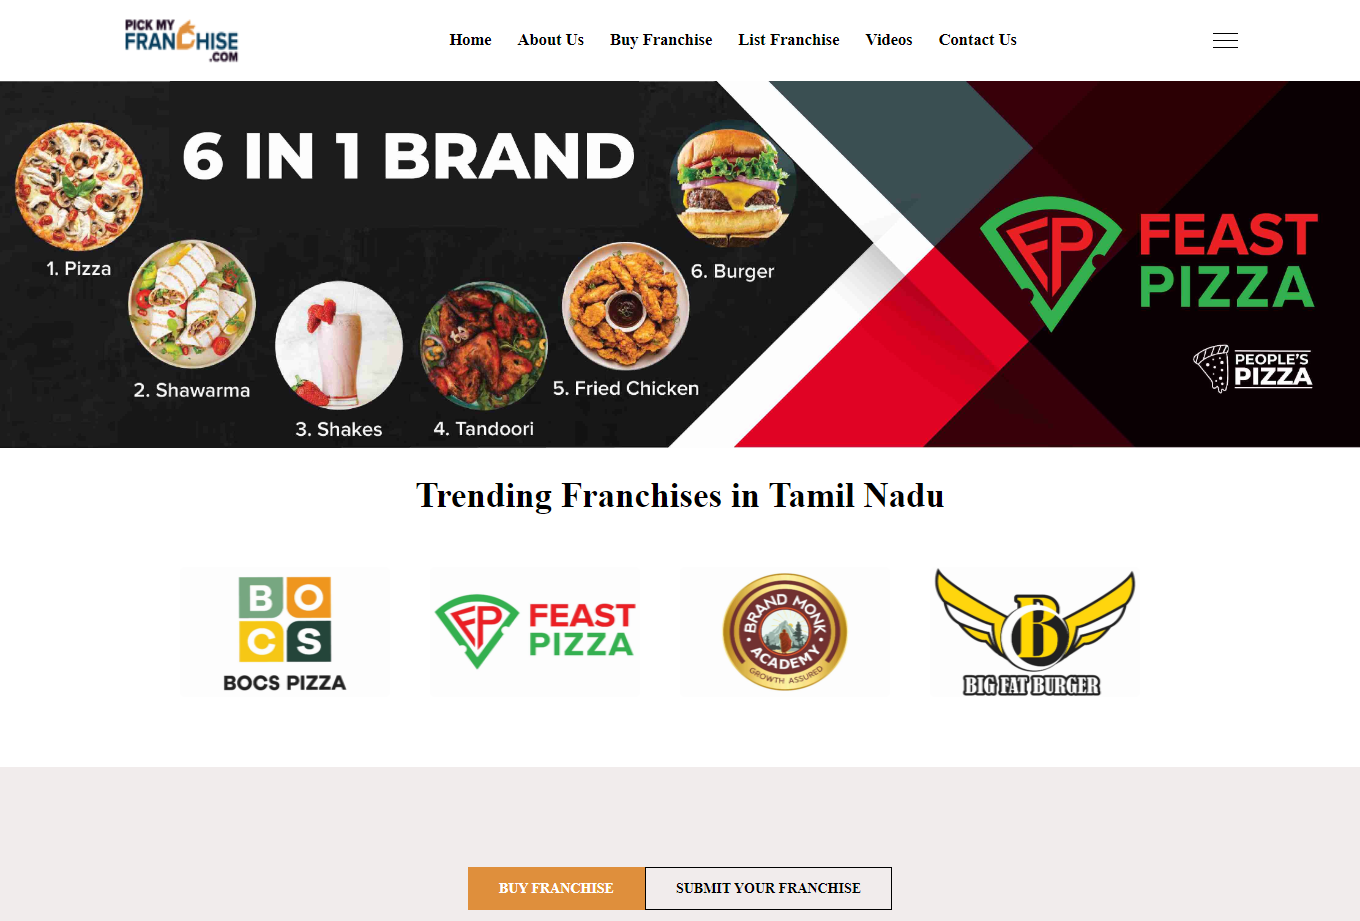 PICK MY
FRANCHISE
.COM
Home About Us Buy Franchise List Franchise Videos Contact Us
6 IN 1 BRAND
1. Pizza
2. Shawarma
3. Shakes
4. Tandoori
5. Fried Chicken
6. Burger
FP
FEAST
PIZZA
PEOPLE'S
PIZZA
Trending Franchises in Tamil Nadu
BO
CS
BOCS PIZZA
FP
FEAST
PIZZA
BRAND MONK
ACADEMY
GROWTH ASSURED
B
BIG FAT BURGER
BUY FRANCHISE
SUBMIT YOUR FRANCHISE